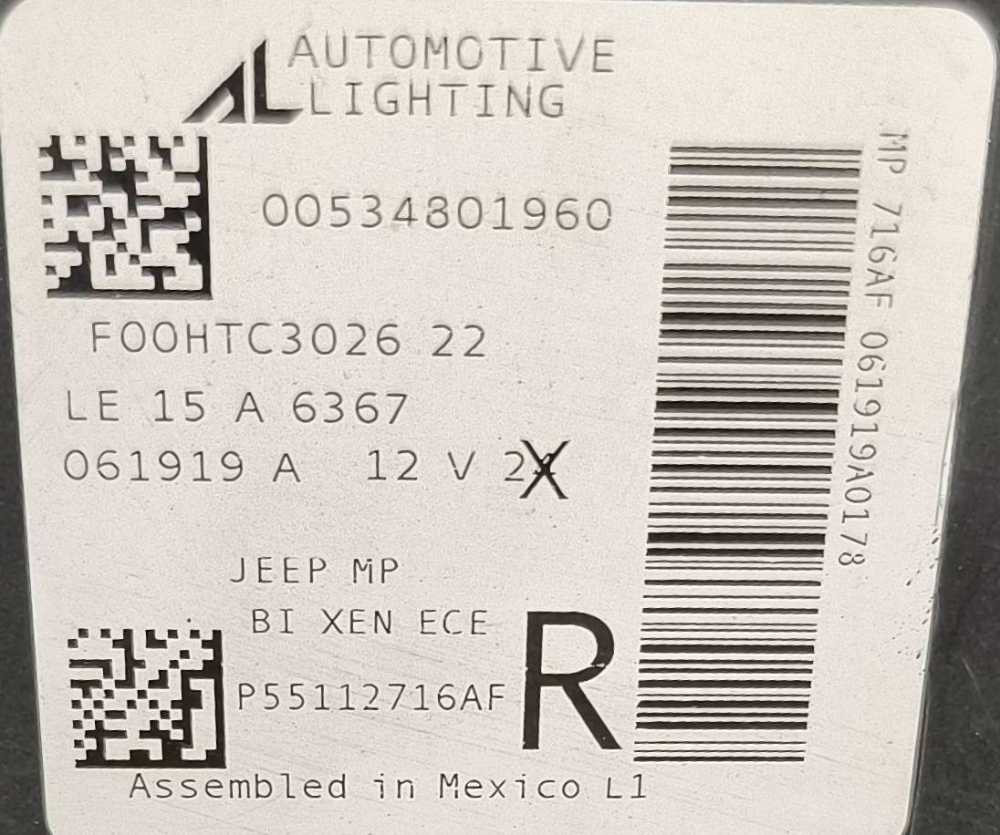 AL AUTOMOTIVE
LIGHTING
00534801960
F00HTC3026 22
LE 15 A 6367
061919 A 12 V 2X
JEEP MP
BI XEN ECE
P55112716AF
R
Assembled in Mexico L1
MP 716AF 061919A0178